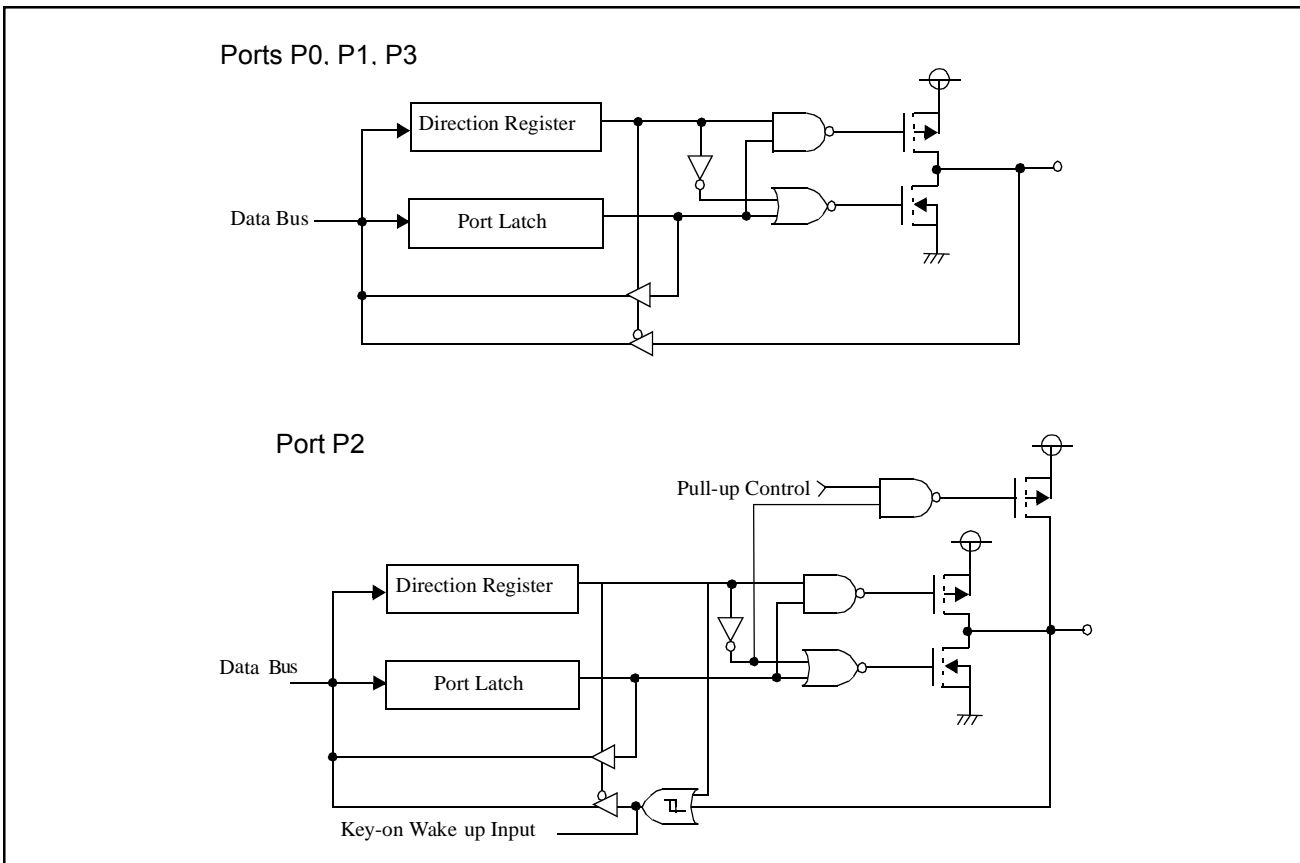 Ports P0, P1, P3
Direction Register
Data Bus
Port Latch
Port P2
Pull-up Control
Direction Register
Data Bus
Port Latch
Key-on Wake up Input